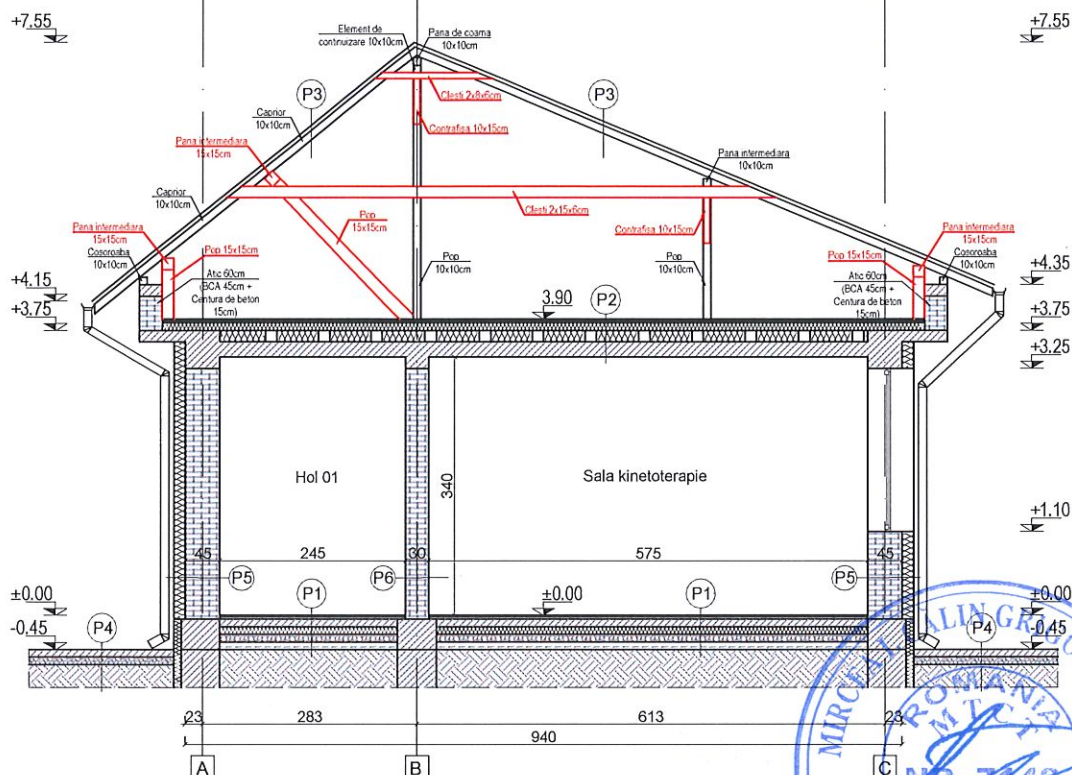 +7.55
+7.55
Element de
continuizare 10x10cm
Pana de coama
10x10cm
P3
P3
Clesti 2x8x6cm
Caprior
10x10cm
Contrafisa 10x15cm
Pana intermediara
15x15cm
Pana intermediara
10x10cm
Caprior
10x10cm
Clesti 2x15x6cm
Pop
15x15cm
Contrafisa 10x15cm
Pana intermediara
15x15cm
Pana intermediara
15x15cm
Cosoroaba
10x10cm
Pop 15x15cm
Pop
10x10cm
Pop
10x10cm
Pop 15x15cm
Cosoroaba
10x10cm
+4.15
Atic 60cm
(BCA 45cm +
Centura de beton
15cm)
Atic 60cm
(BCA 45cm +
Centura de beton
15cm)
+4.35
+3.75
3.90
P2
+3.75
+3.25
Hol 01
340
Sala kinetoterapie
+1.10
45
245
30
575
45
P5
P6
P5
±0.00
P1
±0.00
P1
±0.00
-0.45
P4
-0.45
P4
23
283
613
23
940
A
B
C
MIRCEA I. CALIN GRIGO
ROMANIA
MTCT